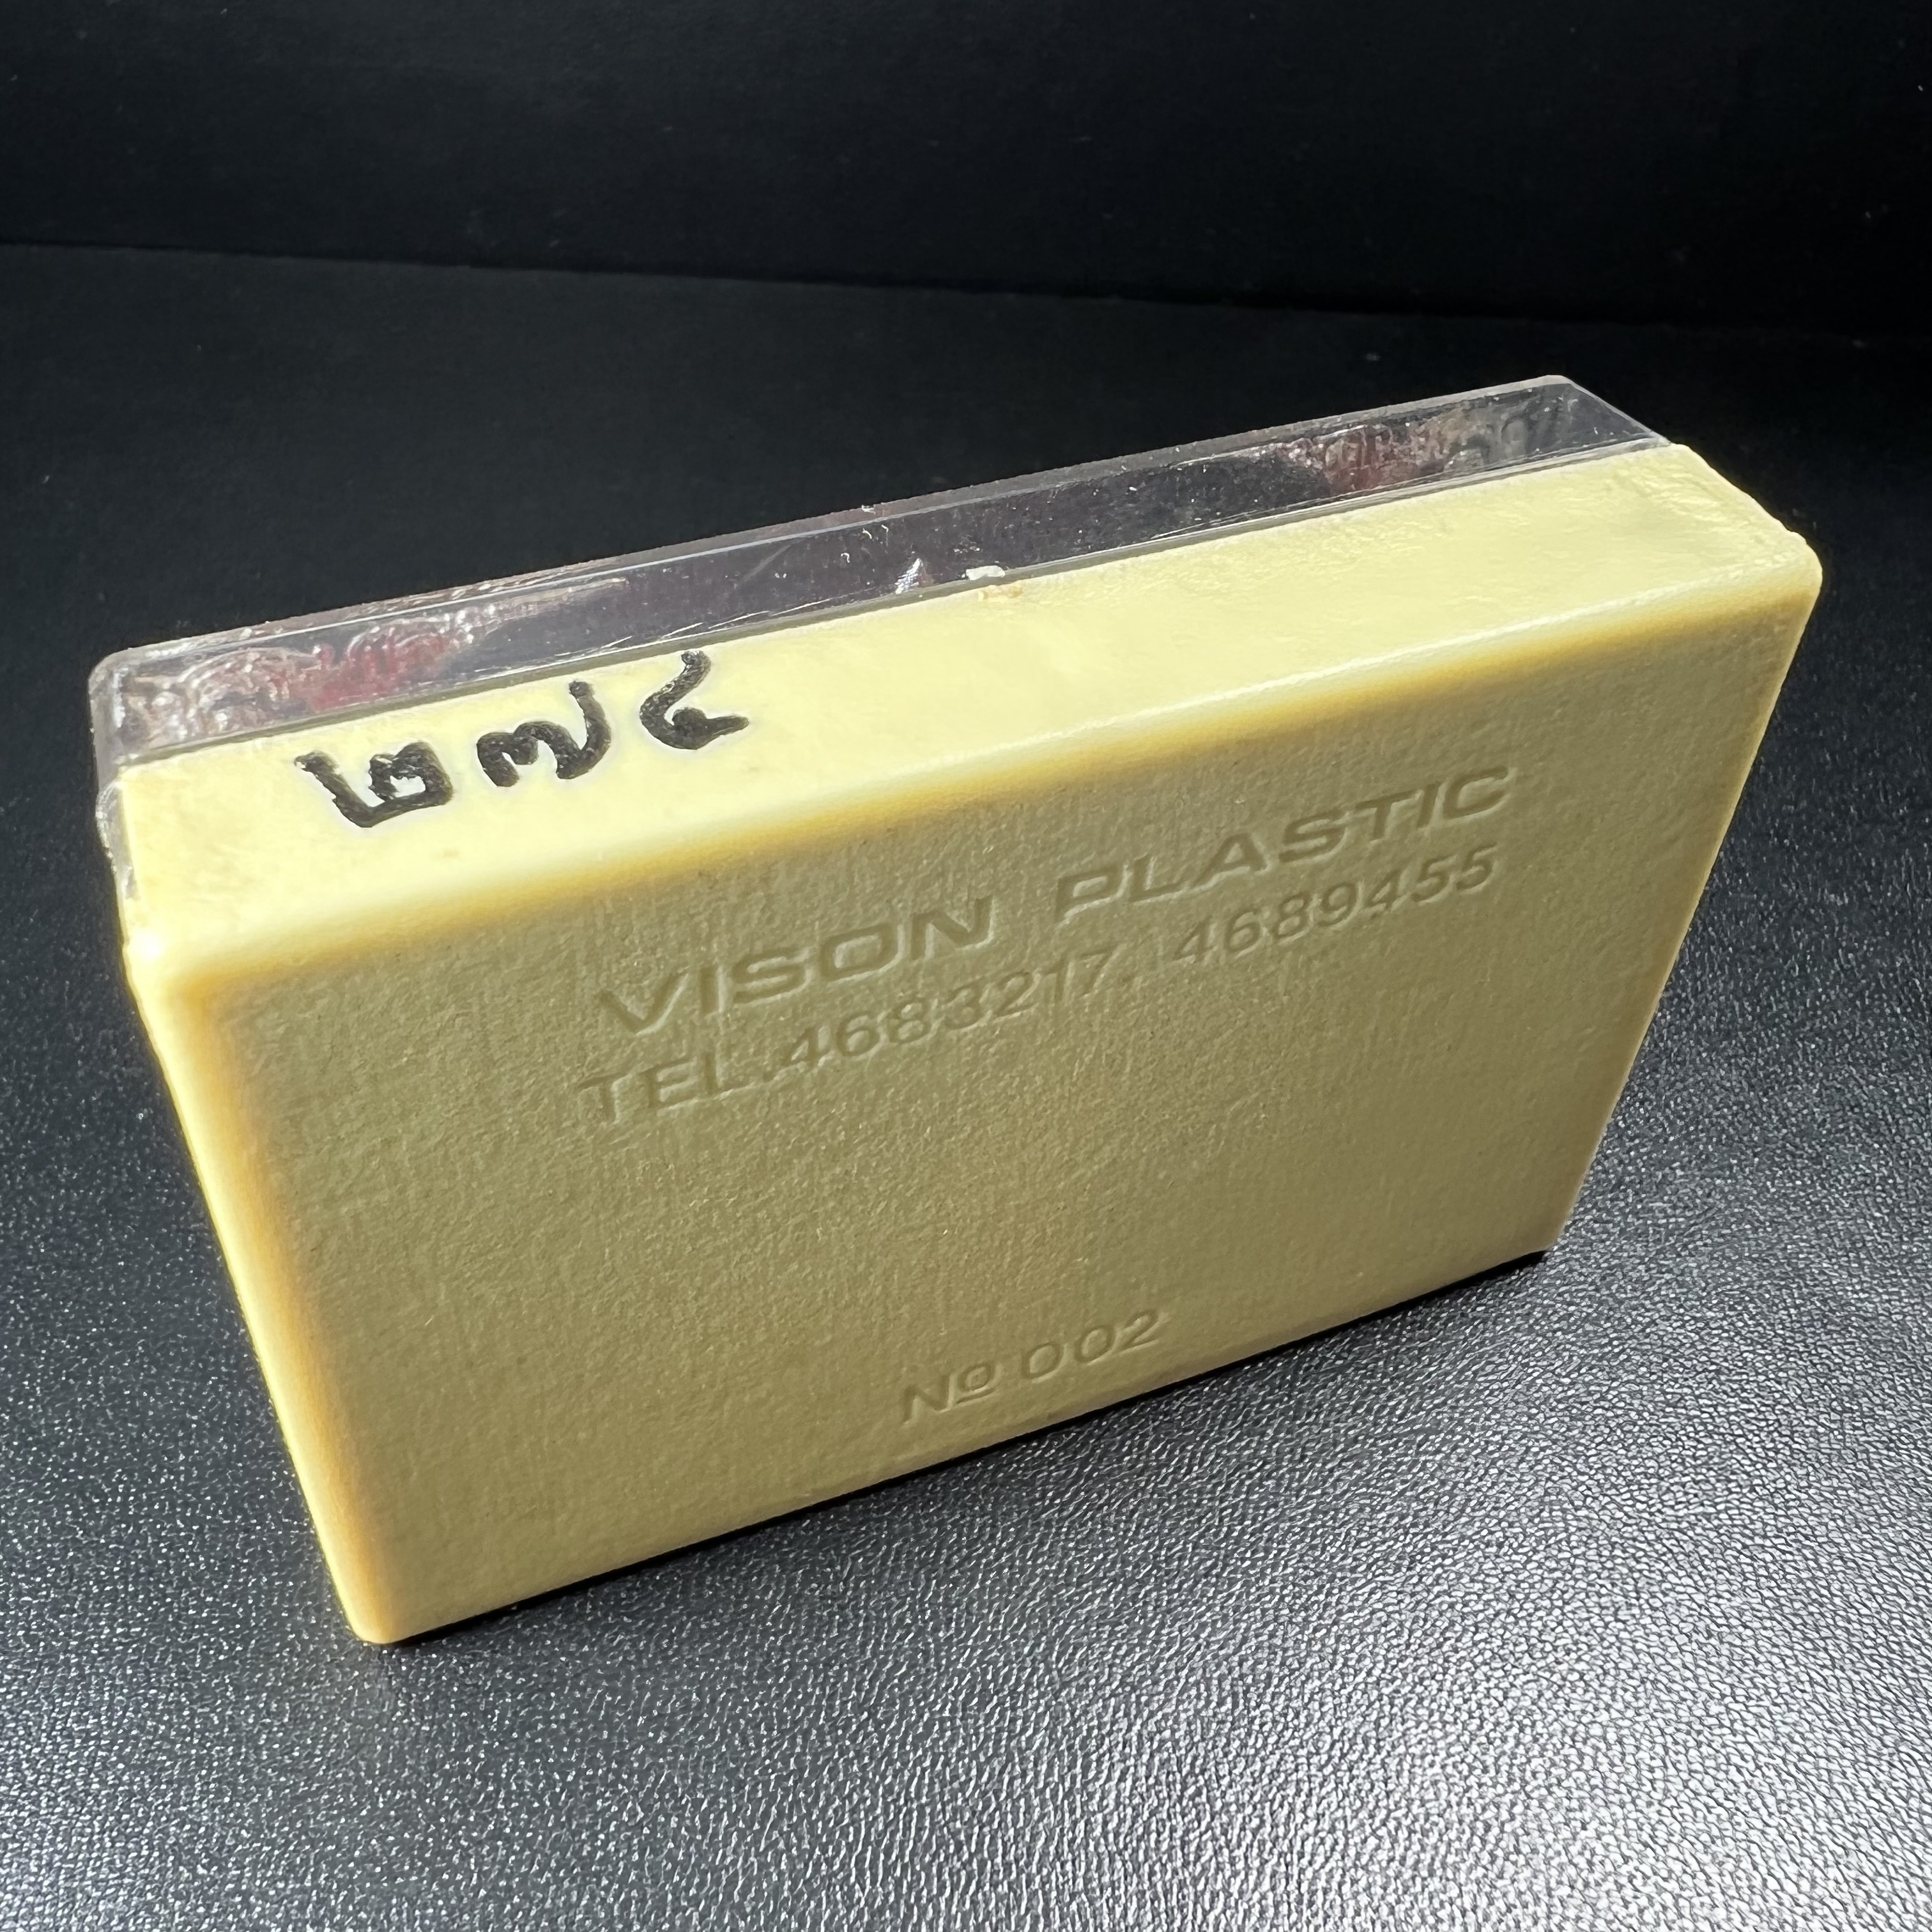 ๒๗๔
VISON PLASTIC
TEL.4683217. 4689455
Nº 002